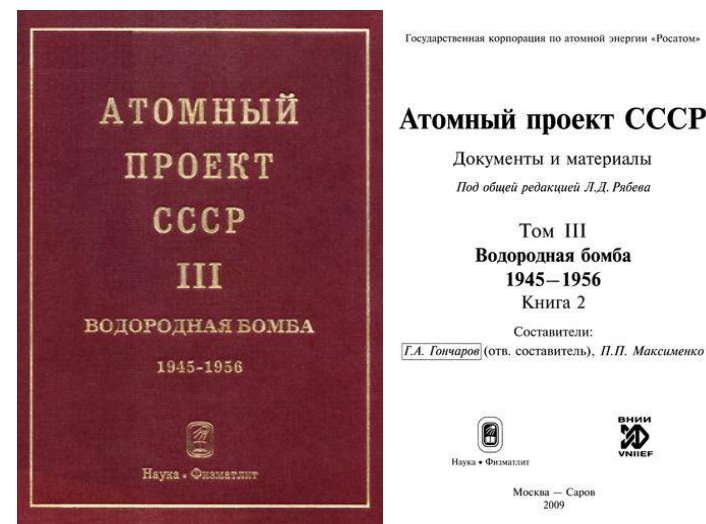 АТОМНЫЙ
ПРОЕКТ
СССР
III
ВОДОРОДНАЯ БОМБА
1945-1956
Наука • Физматлит
Государственная корпорация по атомной энергии «Росатом»
Атомный проект СССР
Документы и материалы
Под общей редакцией Л.Д. Рябева
Том III
Водородная бомба
1945—1956
Книга 2
Составители:
Г.А. Гончаров (отв. составитель), П.П. Максименко
Наука • Физматлит
ВНИИ
VNIIEF
Москва — Саров
2009